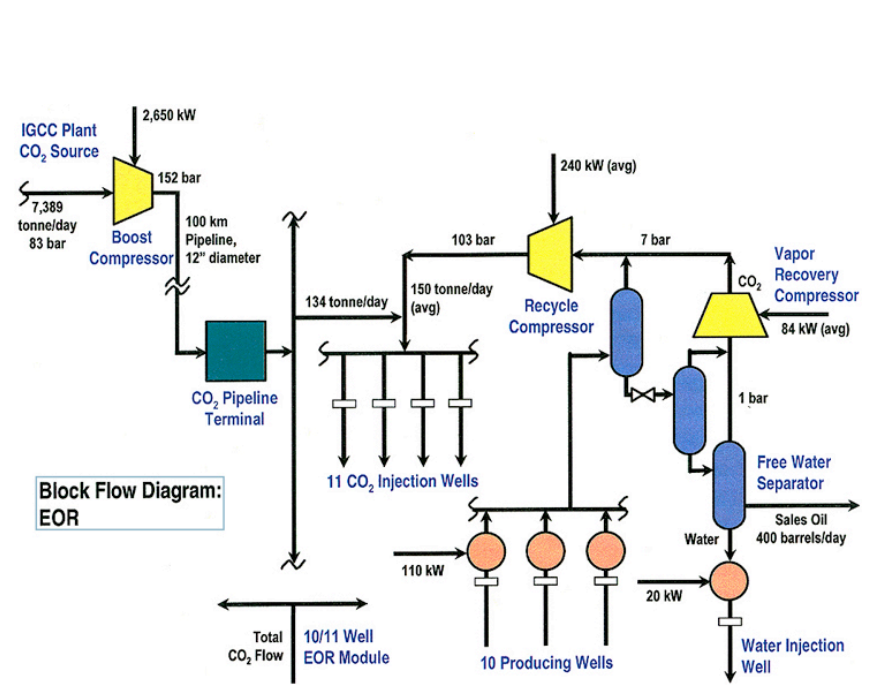 2,650 kW
IGCC Plant
CO₂ Source
152 bar
7,389
tonne/day
83 bar
Boost
Compressor
100 km
Pipeline,
12" diameter
CO₂ Pipeline
Terminal
134 tonne/day
103 bar
150 tonne/day
(avg)
240 kW (avg)
7 bar
Recycle
Compressor
CO₂
Vapor
Recovery
Compressor
84 kW (avg)
1 bar
11 CO₂ Injection Wells
Free Water
Separator
Sales Oil
400 barrels/day
Water
Block Flow Diagram:
EOR
110 kW
20 kW
10 Producing Wells
Water Injection
Well
Total
CO₂ Flow
10/11 Well
EOR Module